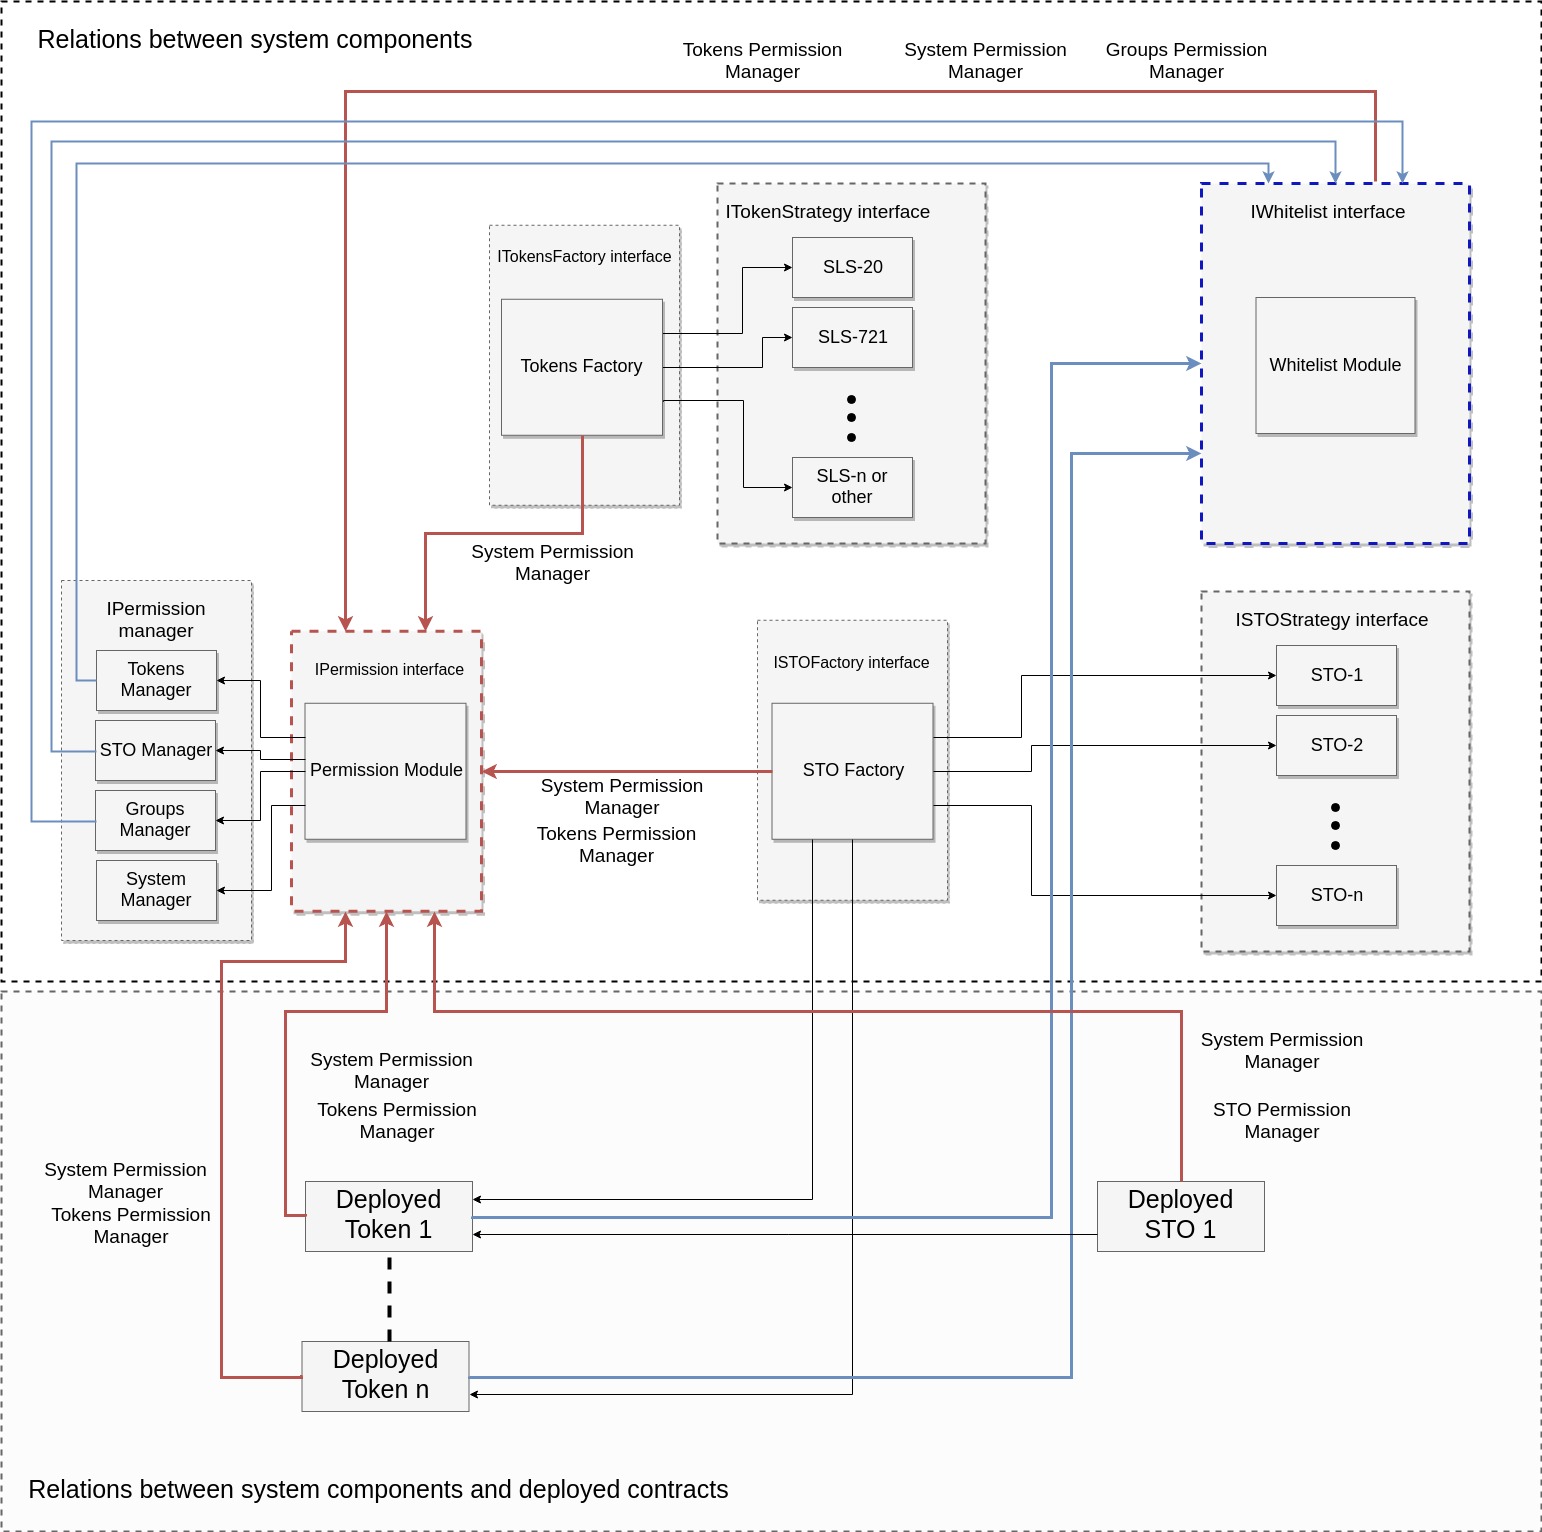 Relations between system components
Tokens Permission
Manager
System Permission
Manager
Groups Permission
Manager
ITokensFactory interface
Tokens Factory
ITokenStrategy interface
SLS-20
SLS-721
SLS-n or
other
IWhitelist interface
Whitelist Module
System Permission
Manager
IPermission
manager
Tokens
Manager
STO Manager
Groups
Manager
System
Manager
IPermission interface
Permission Module
System Permission
Manager
Tokens Permission
Manager
ISTOFactory interface
STO Factory
ISTOStrategy interface
STO-1
STO-2
STO-n
System Permission
Manager
Tokens Permission
Manager
System Permission
Manager
STO Permission
Manager
System Permission
Manager
Tokens Permission
Manager
Deployed
Token 1
Deployed
STO 1
Deployed
Token n
Relations between system components and deployed contracts